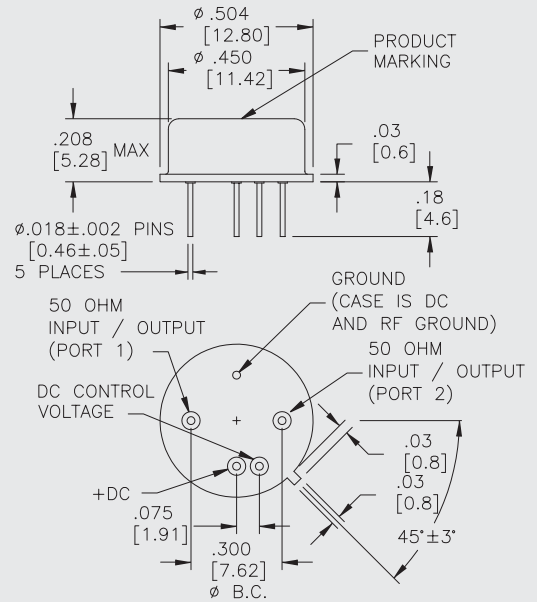 ø .504
[12.80]
ø .450
[11.42]
PRODUCT
MARKING
.208
[5.28] MAX
.03
[0.6]
.18
[4.6]
ø.018±.002 PINS
[0.46±.05]
5 PLACES
GROUND
(CASE IS DC
AND RF GROUND)
50 OHM
INPUT / OUTPUT
(PORT 1)
50 OHM
INPUT / OUTPUT
(PORT 2)
DC CONTROL
VOLTAGE
+DC
.03
[0.8]
.03
[0.8]
.075
[1.91]
.300
[7.62]
ø B.C.
45°±3°